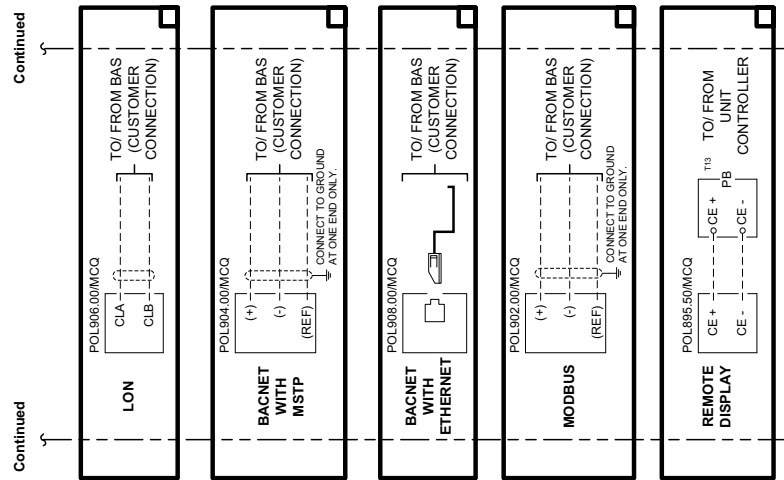 Continued
Continued
LON
POL906.00/MCQ
CLA
CLB
TO/ FROM BAS
(CUSTOMER
CONNECTION)
BACNET
WITH
MSTP
POL904.00/MCQ
(+)
(-)
(REF)
TO/ FROM BAS
(CUSTOMER
CONNECTION)
CONNECT TO GROUND
AT ONE END ONLY.
BACNET
WITH
ETHERNET
POL908.00/MCQ
TO/ FROM BAS
(CUSTOMER
CONNECTION)
MODBUS
POL902.00/MCQ
(+)
(-)
(REF)
TO/ FROM BAS
(CUSTOMER
CONNECTION)
CONNECT TO GROUND
AT ONE END ONLY.
REMOTE
DISPLAY
POL895.50/MCQ
CE +
CE -
T13
PB
CE +
CE -
TO/ FROM
UNIT
CONTROLLER